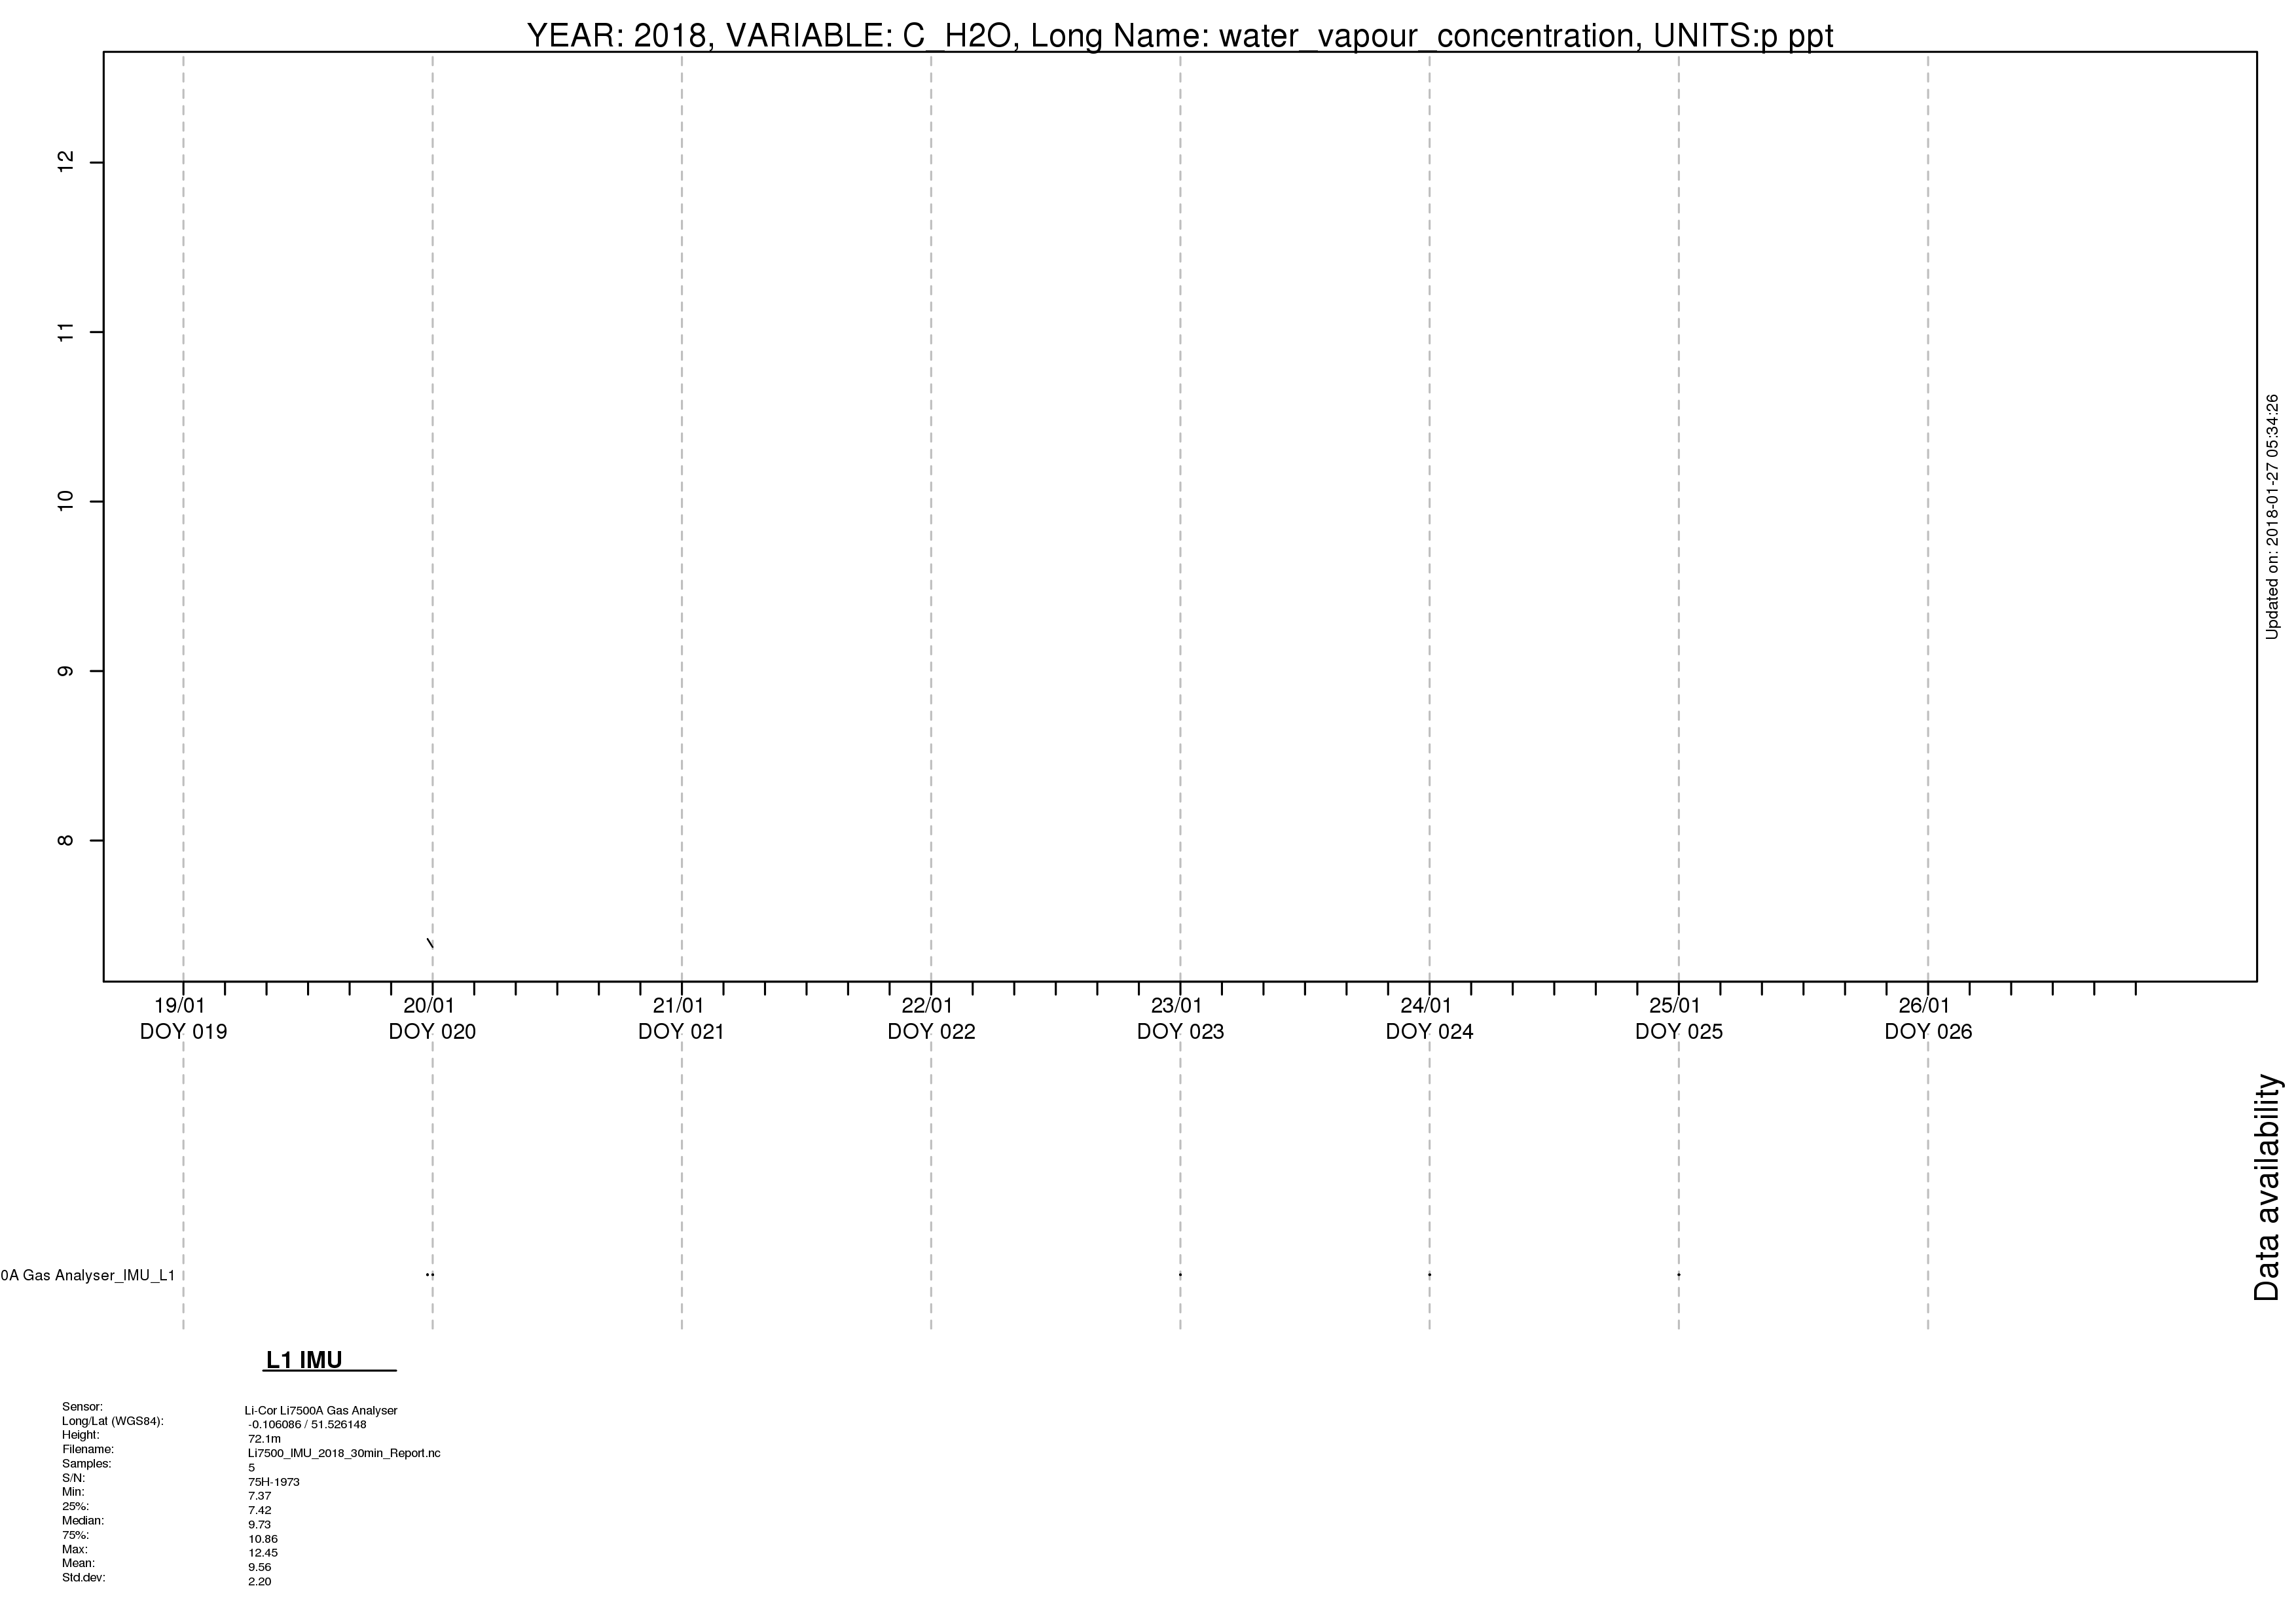 YEAR: 2018, VARIABLE: C_H2O, Long Name: water_vapour_concentration, UNITS:p ppt
12
11
10
9
8
Updated on: 2018-01-27 05:34:26
19/01 20/01 21/01 22/01 23/01 24/01 25/01 26/01
DOY 019 DOY 020 DOY 021 DOY 022 DOY 023 DOY 024 DOY 025 DOY 026
Data availability
0A Gas Analyser_IMU_L1
L1 IMU
Sensor: Li-Cor Li7500A Gas Analyser
Long/Lat (WGS84): -0.106086 / 51.526148
Height: 72.1m
Filename: Li7500_IMU_2018_30min_Report.nc
Samples: 5
S/N: 75H-1973
Min: 7.37
25%: 7.42
Median: 9.73
75%: 10.86
Max: 12.45
Mean: 9.56
Std.dev: 2.20